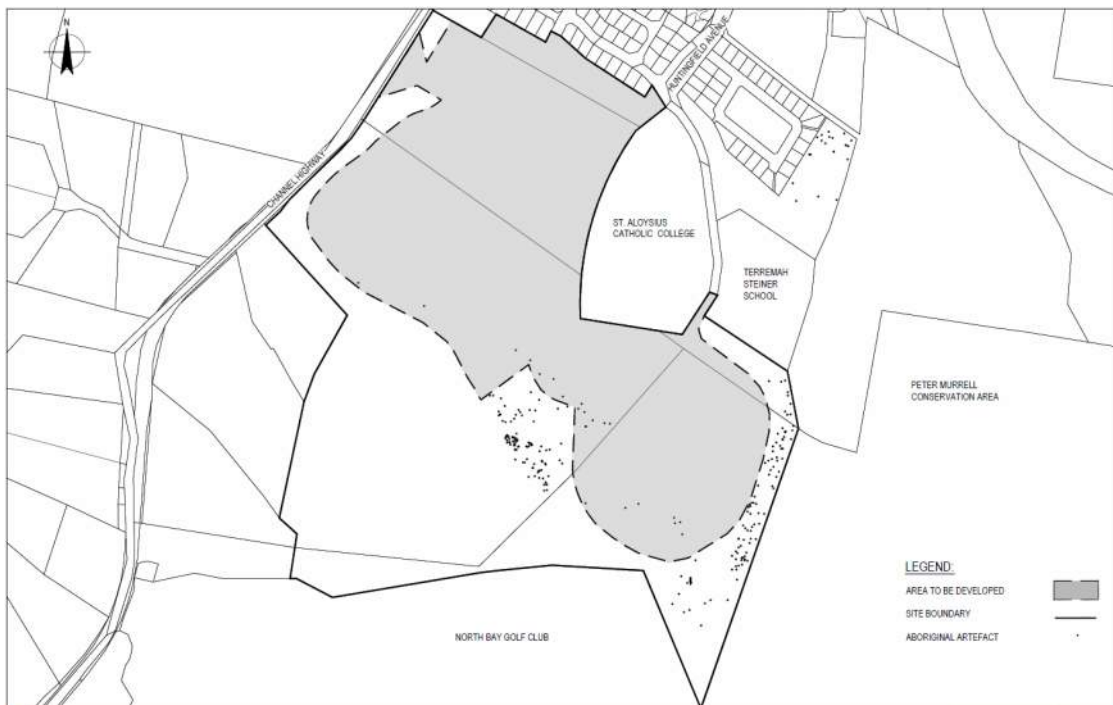 N
HUNTINGFIELD AVENUE
CHANNEL HIGHWAY
ST. ALOYSIUS
CATHOLIC COLLEGE
TERREMAH
STEINER
SCHOOL
PETER MURRELL
CONSERVATION AREA
LEGEND:
AREA TO BE DEVELOPED
SITE BOUNDARY
ABORIGINAL ARTEFACT
NORTH BAY GOLF CLUB